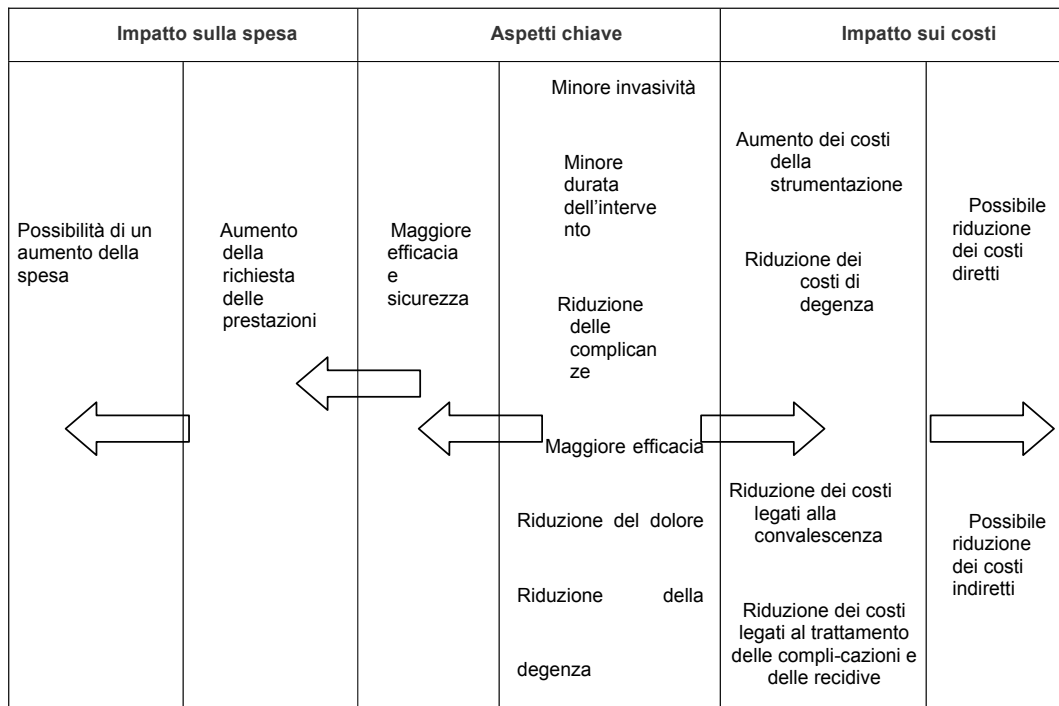 Impatto sulla spesa
Aspetti chiave
Impatto sui costi
Possibilità di un
aumento della
spesa
Aumento
della
richiesta
delle
prestazioni
Maggiore
efficacia
e
sicurezza
Minore invasività
Minore
durata
dell'interve
nto
Riduzione
delle
complican
ze
Maggiore efficacia
Riduzione del dolore
Riduzione della
degenza
Aumento dei costi
della
strumentazione
Riduzione dei
costi di
degenza
Riduzione dei costi
legati alla
convalescenza
Riduzione dei costi
legati al trattamento
delle compli-cazioni e
delle recidive
Possibile
riduzione
dei costi
diretti
Possibile
riduzione
dei costi
indiretti